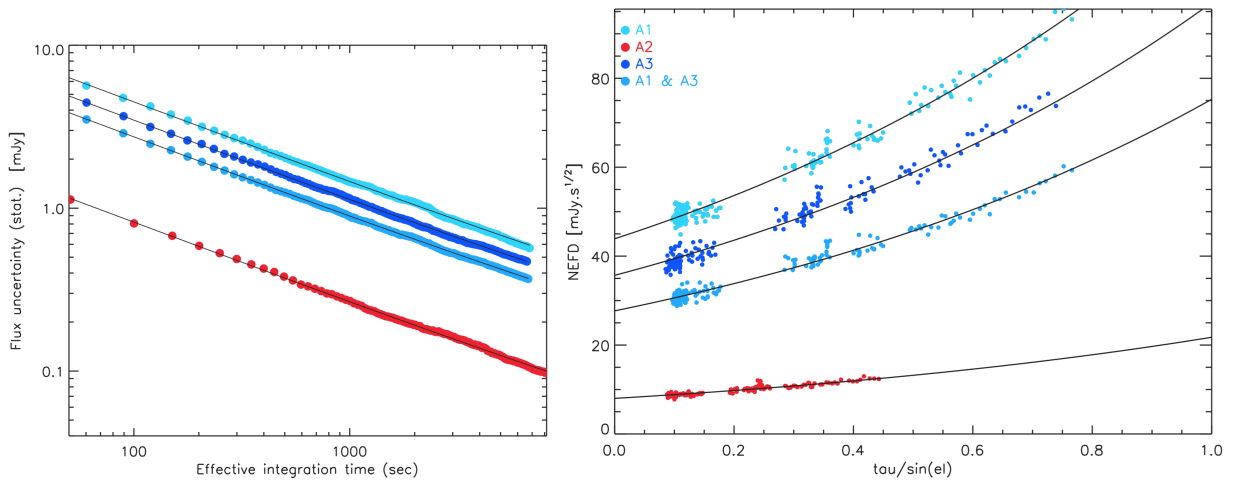 10.0
1.0
0.1
Flux uncertainty (stat.) [mJy]
100
1000
Effective integration time (sec)
A1
A2
A3
A1 & A3
80
60
40
20
0
NEFD [mJy.s¹/²]
0.0
0.2
0.4
0.6
0.8
1.0
tau/sin(el)